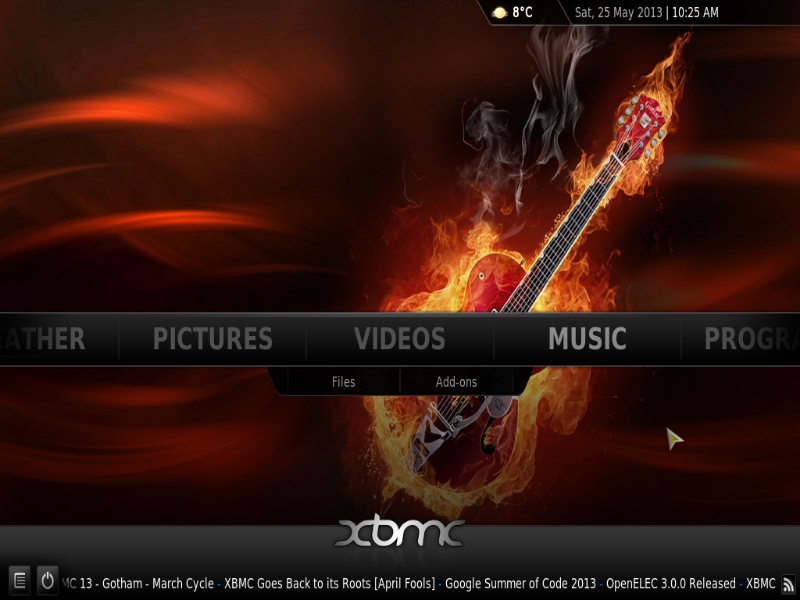 8°C Sat, 25 May 2013 | 10:25 AM
EATHER PICTURES VIDEOS MUSIC PROGRA
Files Add-ons
xbmc
MC 13 - Gotham - March Cycle - XBMC Goes Back to its Roots [April Fools] - Google Summer of Code 2013 - OpenELEC 3.0.0 Released - XBMC